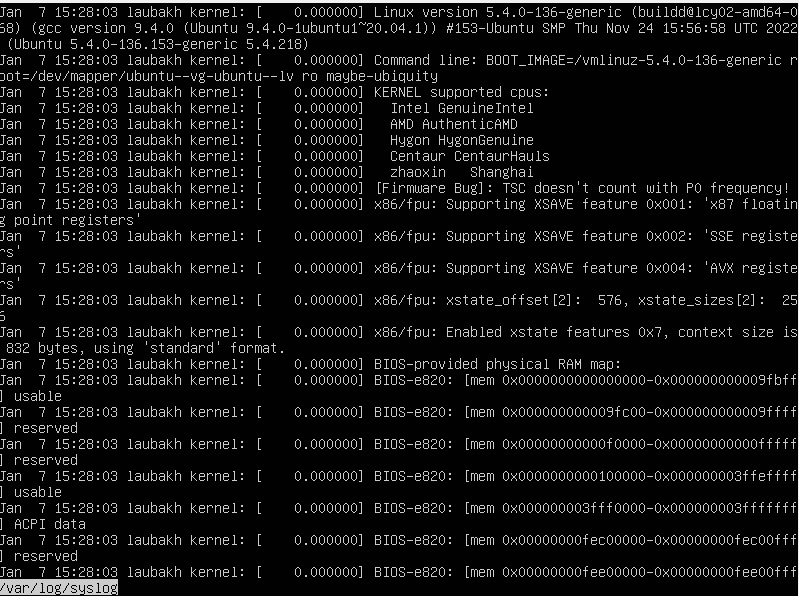 Jan  7 15:28:03 laubakh kernel: [    0.000000] Linux version 5.4.0-136-generic (buildd@lcy02-amd64-0
68) (gcc version 9.4.0 (Ubuntu 9.4.0-1ubuntu1~20.04.1)) #153-Ubuntu SMP Thu Nov 24 15:56:58 UTC 2022
 (Ubuntu 5.4.0-136.153-generic 5.4.218)
Jan  7 15:28:03 laubakh kernel: [    0.000000] Command line: BOOT_IMAGE=/vmlinuz-5.4.0-136-generic r
oot=/dev/mapper/ubuntu--vg-ubuntu--lv ro maybe-ubiquity
Jan  7 15:28:03 laubakh kernel: [    0.000000] KERNEL supported cpus:
Jan  7 15:28:03 laubakh kernel: [    0.000000]   Intel GenuineIntel
Jan  7 15:28:03 laubakh kernel: [    0.000000]   AMD AuthenticAMD
Jan  7 15:28:03 laubakh kernel: [    0.000000]   Hygon HygonGenuine
Jan  7 15:28:03 laubakh kernel: [    0.000000]   Centaur CentaurHauls
Jan  7 15:28:03 laubakh kernel: [    0.000000]   zhaoxin   Shanghai
Jan  7 15:28:03 laubakh kernel: [    0.000000] [Firmware Bug]: TSC doesn't count with P0 frequency!
Jan  7 15:28:03 laubakh kernel: [    0.000000] x86/fpu: Supporting XSAVE feature 0x001: 'x87 floatin
g point registers'
Jan  7 15:28:03 laubakh kernel: [    0.000000] x86/fpu: Supporting XSAVE feature 0x002: 'SSE registe
rs'
Jan  7 15:28:03 laubakh kernel: [    0.000000] x86/fpu: Supporting XSAVE feature 0x004: 'AVX registe
rs'
Jan  7 15:28:03 laubakh kernel: [    0.000000] x86/fpu: xstate_offset[2]:  576, xstate_sizes[2]:  25
6
Jan  7 15:28:03 laubakh kernel: [    0.000000] x86/fpu: Enabled xstate features 0x7, context size is
 832 bytes, using 'standard' format.
Jan  7 15:28:03 laubakh kernel: [    0.000000] BIOS-provided physical RAM map:
Jan  7 15:28:03 laubakh kernel: [    0.000000] BIOS-e820: [mem 0x0000000000000000-0x000000000009fbff
] usable
Jan  7 15:28:03 laubakh kernel: [    0.000000] BIOS-e820: [mem 0x000000000009fc00-0x000000000009ffff
] reserved
Jan  7 15:28:03 laubakh kernel: [    0.000000] BIOS-e820: [mem 0x00000000000f0000-0x00000000000fffff
] reserved
Jan  7 15:28:03 laubakh kernel: [    0.000000] BIOS-e820: [mem 0x0000000000100000-0x000000003ffeffff
] usable
Jan  7 15:28:03 laubakh kernel: [    0.000000] BIOS-e820: [mem 0x000000003fff0000-0x000000003fffffff
] ACPI data
Jan  7 15:28:03 laubakh kernel: [    0.000000] BIOS-e820: [mem 0x00000000fec00000-0x00000000fec00fff
] reserved
Jan  7 15:28:03 laubakh kernel: [    0.000000] BIOS-e820: [mem 0x00000000fee00000-0x00000000fee00fff
/var/log/syslog